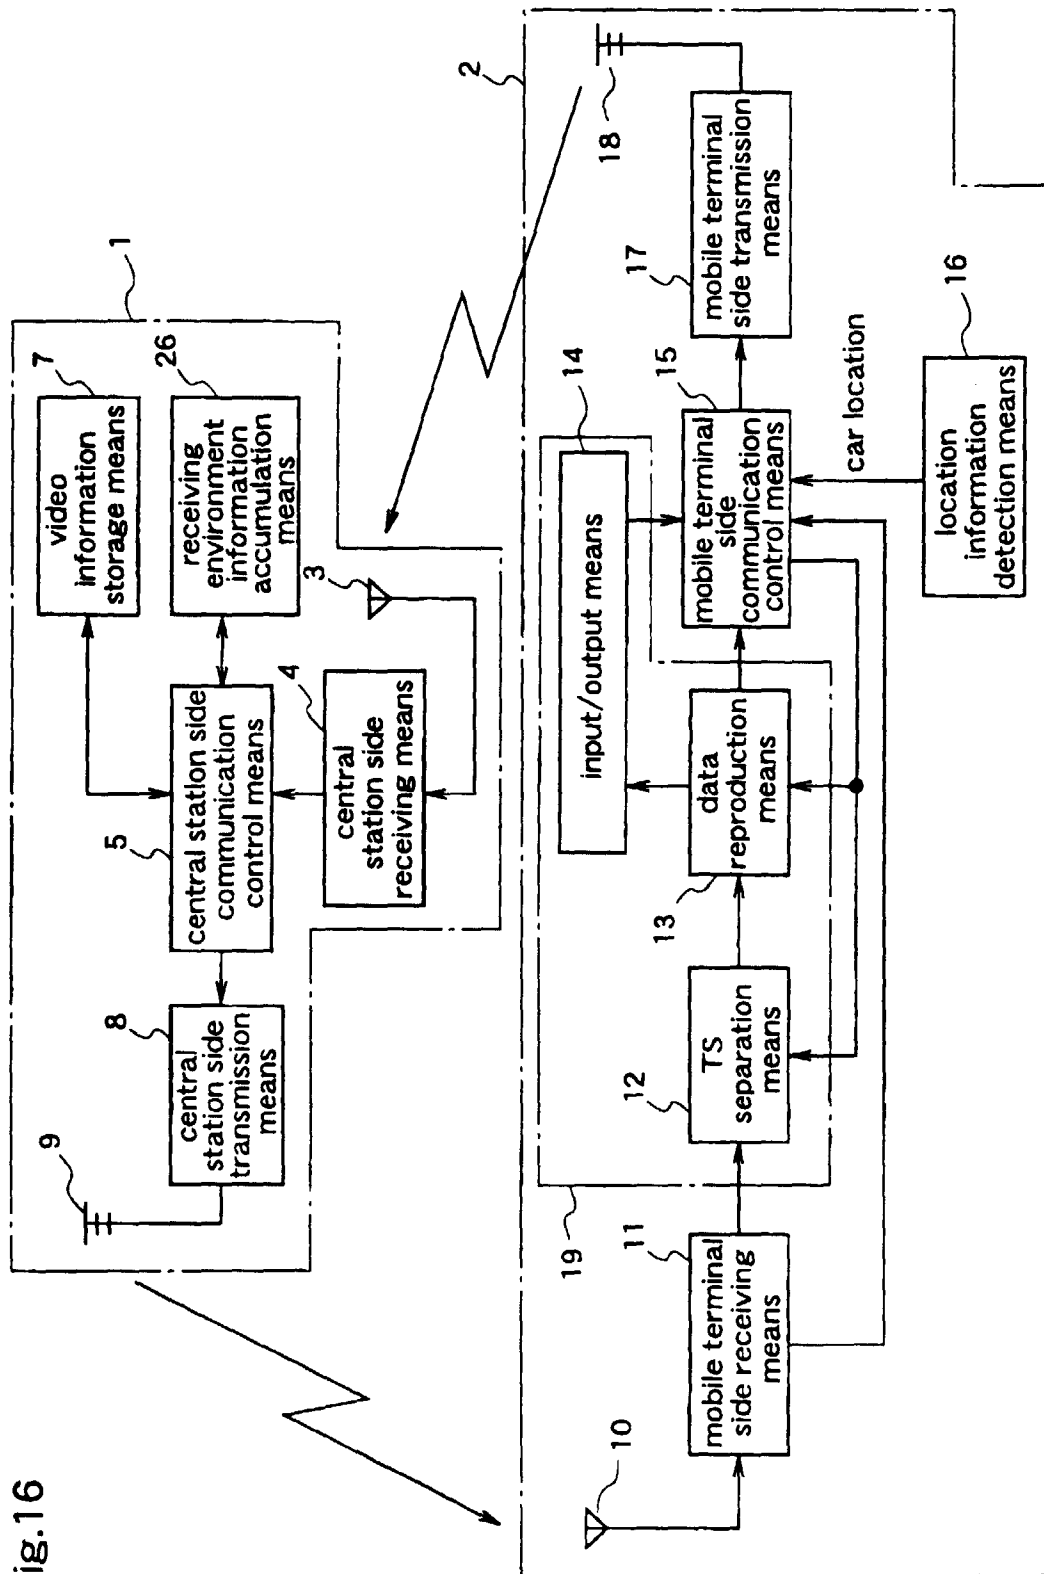 ig.16
1
9
8
central
station side
transmission
means
5
central station side
communication
control means
7
video
information
storage means
26
receiving
environment
information
accumulation
means
4
central
station side
receiving means
3
2
10
11
mobile terminal
side receiving
means
19
12
TS
separation
means
13
data
reproduction
means
14
input/output means
15
mobile terminal
side
communication
control means
car location
16
location
information
detection means
17
mobile terminal
side transmission
means
18